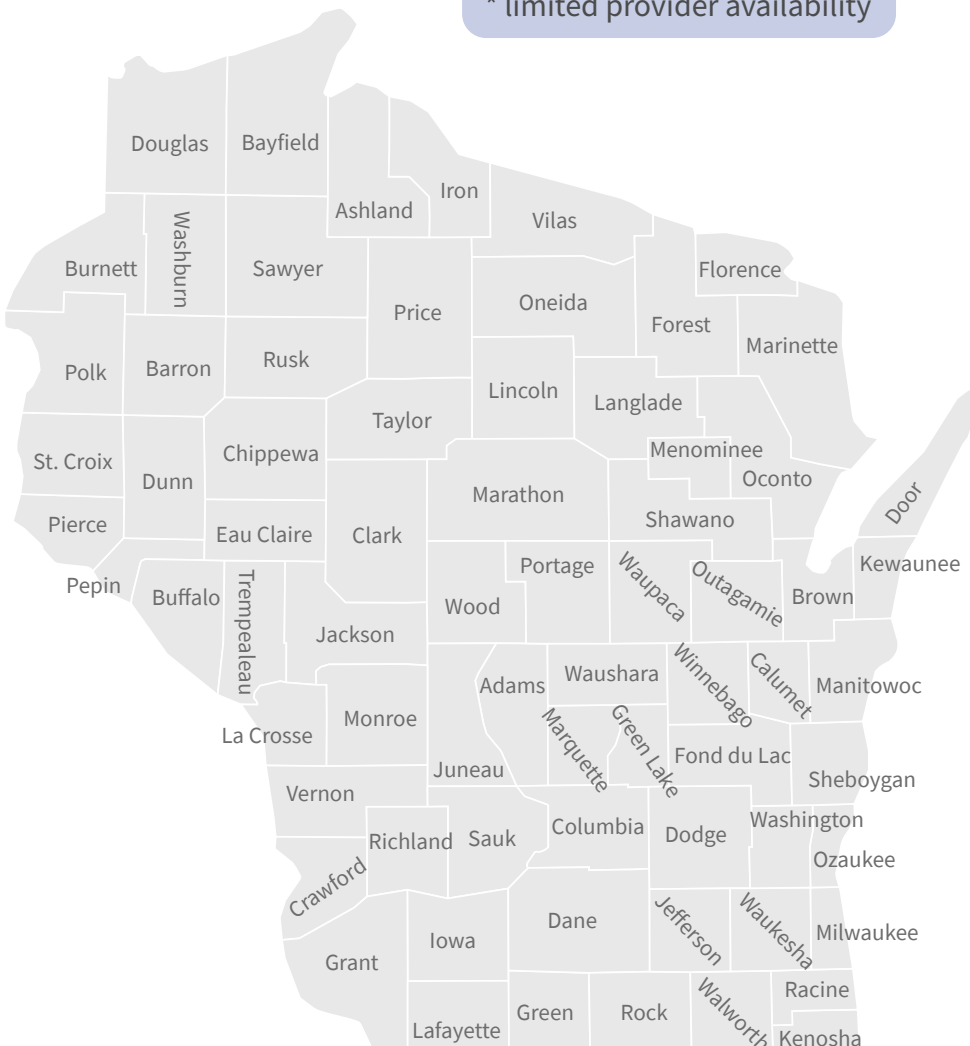 * limited provider availability
Douglas
Bayfield
Iron
Ashland
Vilas
Washburn
Burnett
Sawyer
Florence
Price
Oneida
Forest
Marinette
Polk
Barron
Rusk
Lincoln
Langlade
Taylor
St. Croix
Dunn
Chippewa
Menominee
Oconto
Marathon
Door
Pierce
Eau Claire
Clark
Shawano
Pepin
Buffalo
Trempealeau
Portage
Waupaca
Outagamie
Brown
Kewaunee
Wood
Jackson
Adams
Waushara
Winnebago
Calumet
Manitowoc
La Crosse
Monroe
Juneau
Marquette
Green Lake
Fond du Lac
Sheboygan
Vernon
Richland
Sauk
Columbia
Dodge
Washington
Ozaukee
Crawford
Grant
Iowa
Dane
Jefferson
Waukesha
Milwaukee
Lafayette
Green
Rock
Walworth
Racine
Kenosha